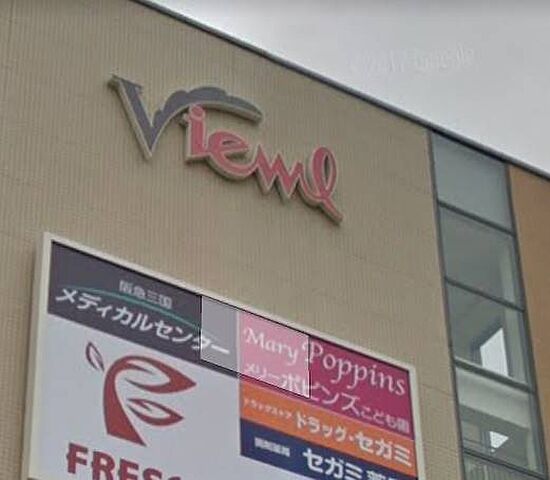 Vieml
阪急三国
メディカルセンター
Mary Poppins
メリーポピンズこども園
ドラッグストア ドラッグ・セガミ
調剤薬局 セガミ薬
FRES